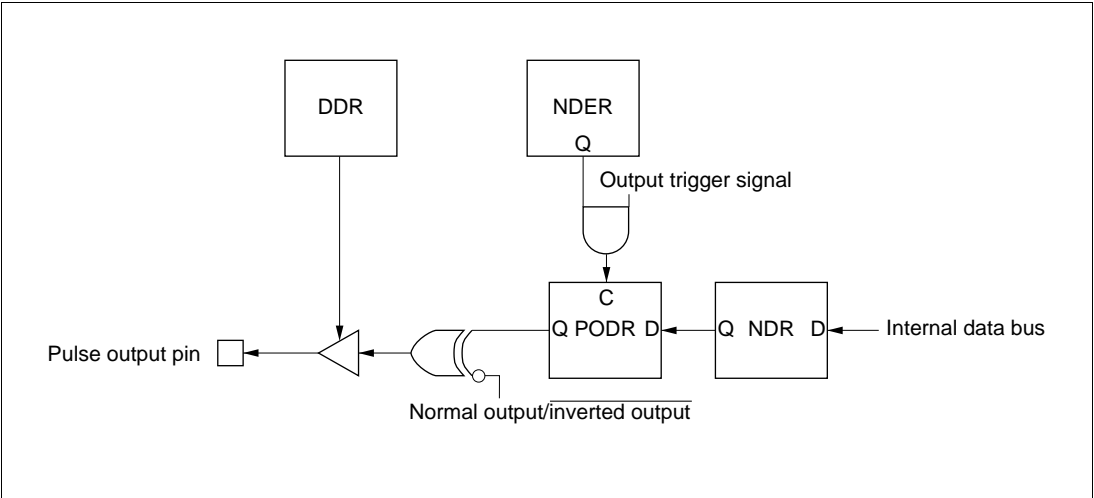 DDR
NDER
Q
Output trigger signal
C
Q PODR D
Q NDR D
Internal data bus
Pulse output pin
Normal output/inverted output